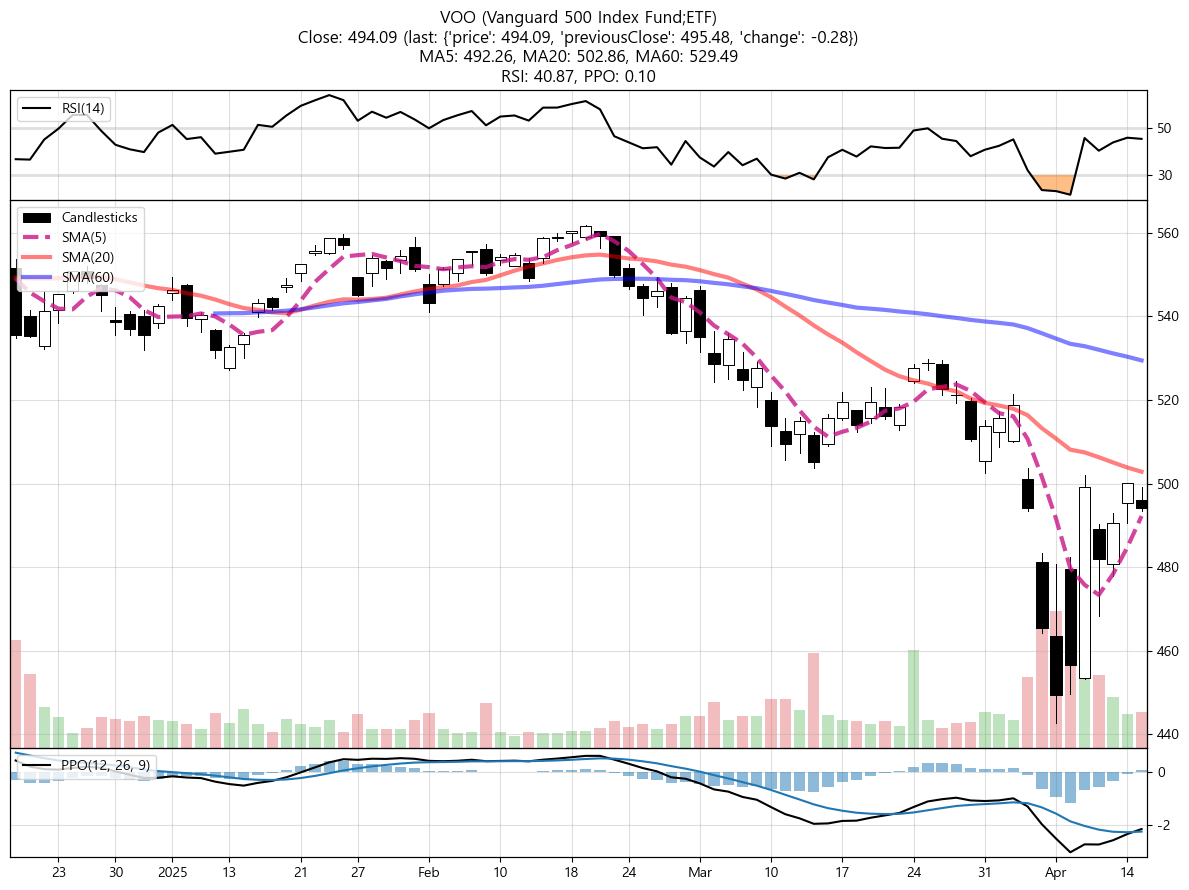 VOO (Vanguard 500 Index Fund;ETF)
Close: 494.09 (last: {'price': 494.09, 'previousClose': 495.48, 'change': -0.28})
MA5: 492.26, MA20: 502.86, MA60: 529.49
RSI: 40.87, PPO: 0.10
RSI(14)
50
30
Candlesticks
SMA(5)
SMA(20)
SMA(60)
560
540
520
500
480
460
440
PPO(12, 26, 9)
0
-2
23 30 2025 13 21 27 Feb 10 18 24 Mar 10 17 24 31 Apr 14